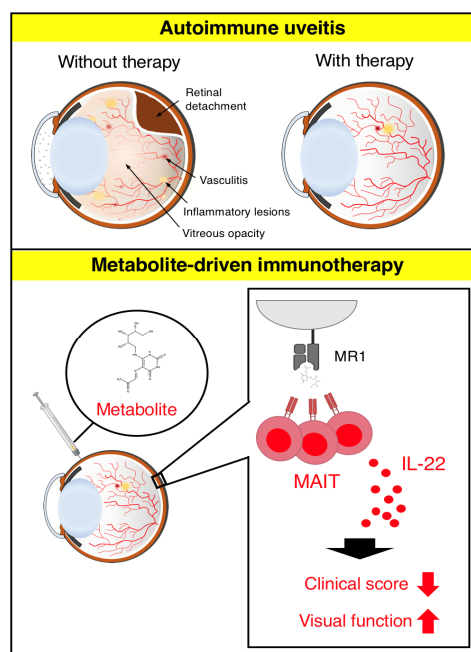 Autoimmune uveitis
Without therapy
With therapy
Retinal
detachment
Vasculitis
Inflammatory lesions
Vitreous opacity
Metabolite-driven immunotherapy
Metabolite
MR1
MAIT
IL-22
Clinical score
Visual function